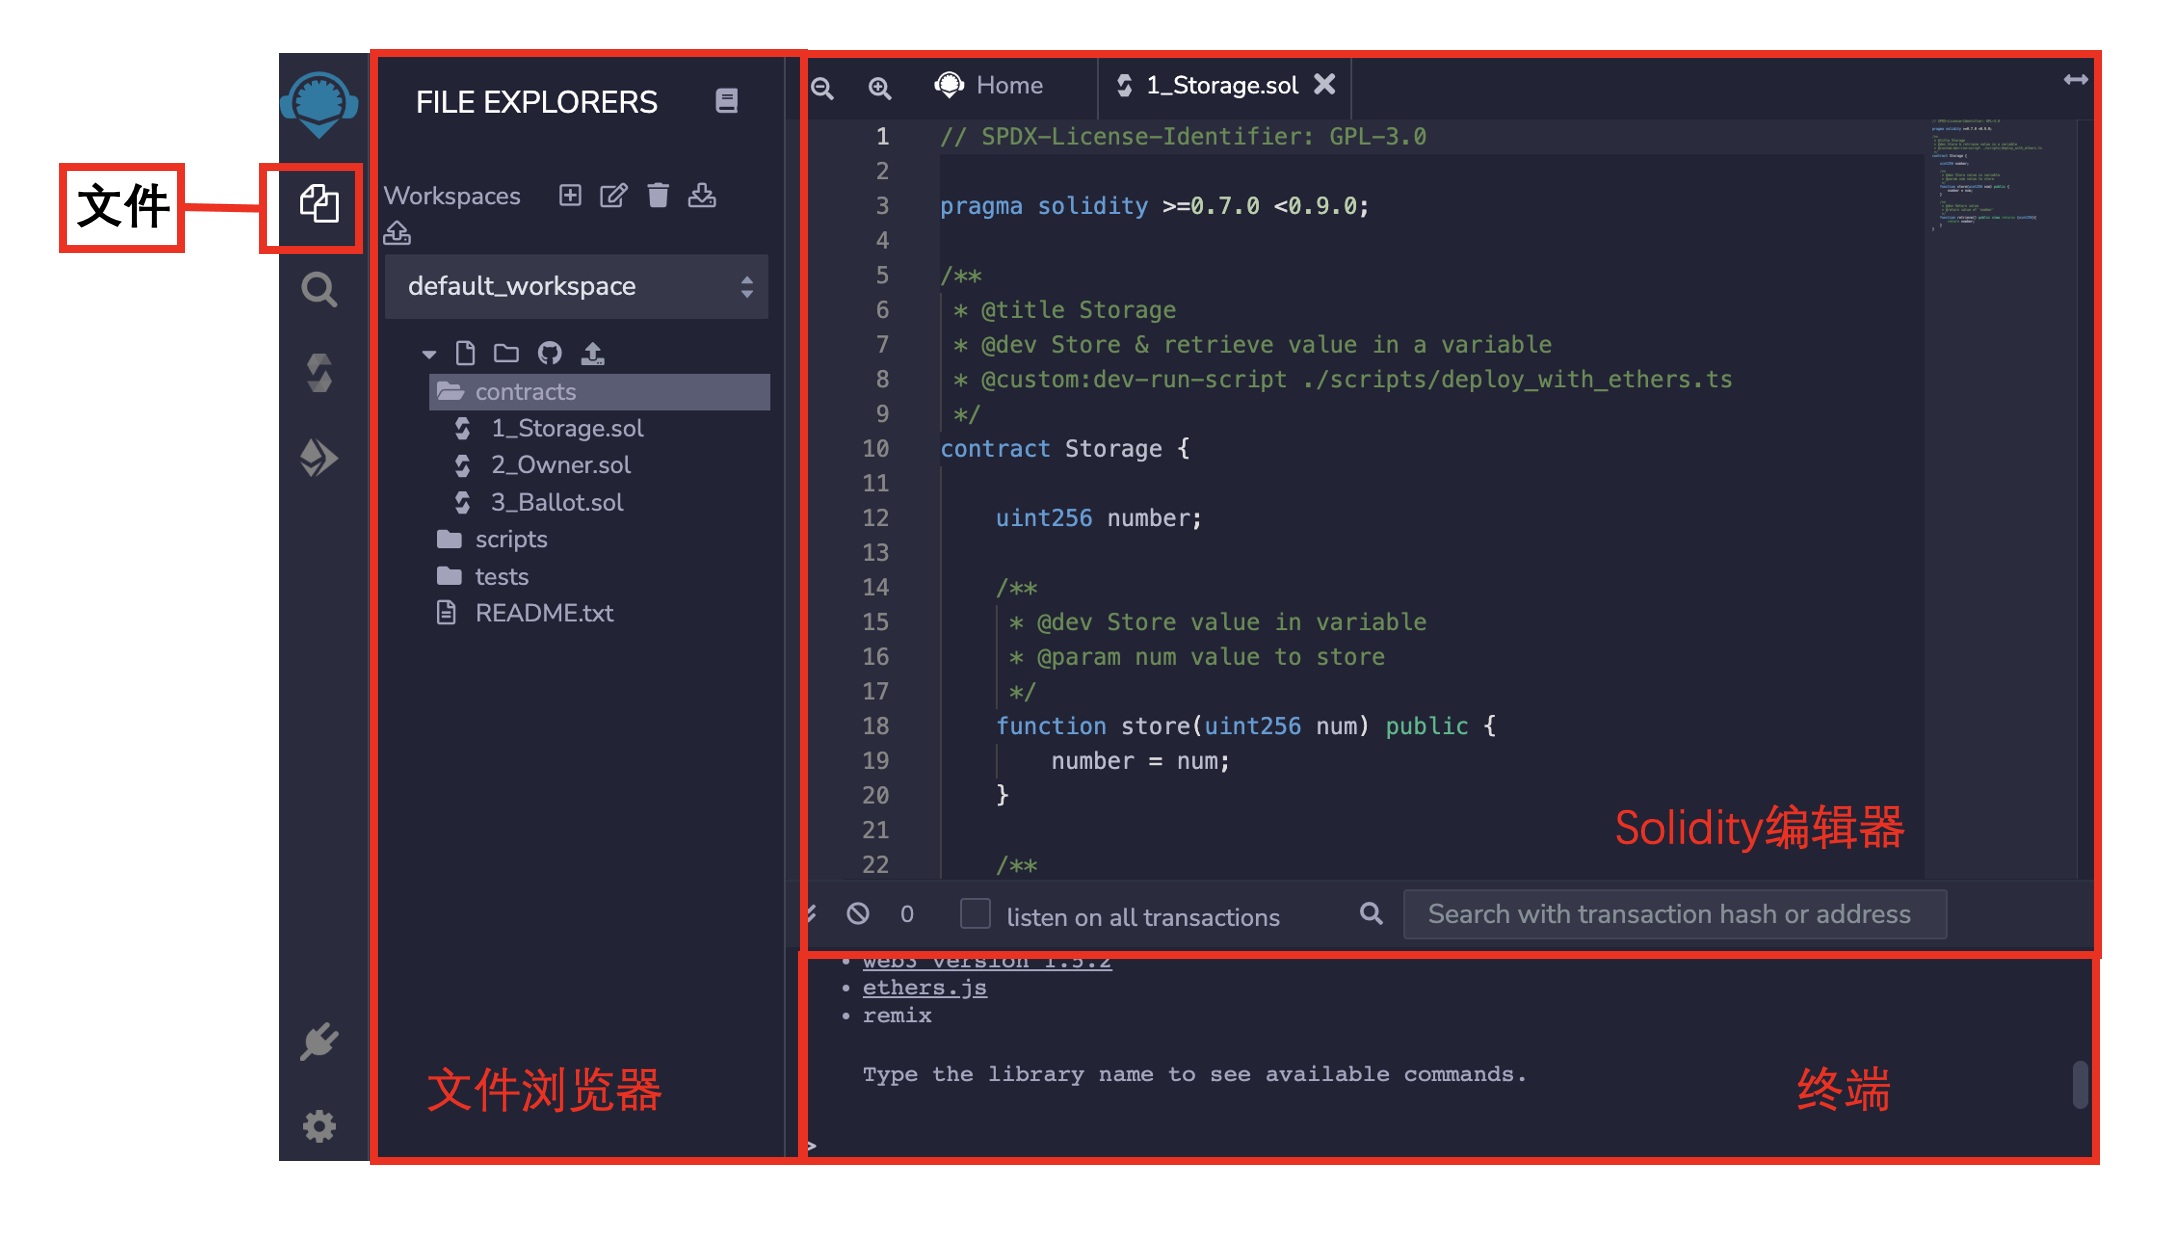 文件
FILE EXPLORERS
Workspaces
default_workspace
contracts
1_Storage.sol
2_Owner.sol
3_Ballot.sol
scripts
tests
README.txt
文件浏览器
Home
1_Storage.sol
1 // SPDX-License-Identifier: GPL-3.0
2
3 pragma solidity >=0.7.0 <0.9.0;
4
5 /**
6 * @title Storage
7 * @dev Store & retrieve value in a variable
8 * @custom:dev-run-script ./scripts/deploy_with_ethers.ts
9 */
10 contract Storage {
11
12 uint256 number;
13
14 /**
15 * @dev Store value in variable
16 * @param num value to store
17 */
18 function store(uint256 num) public {
19 number = num;
20 }
21
22 /**
Solidity编辑器
0 listen on all transactions Search with transaction hash or address
• web3 version 1.5.2
• ethers.js
• remix
Type the library name to see available commands.
终端
>